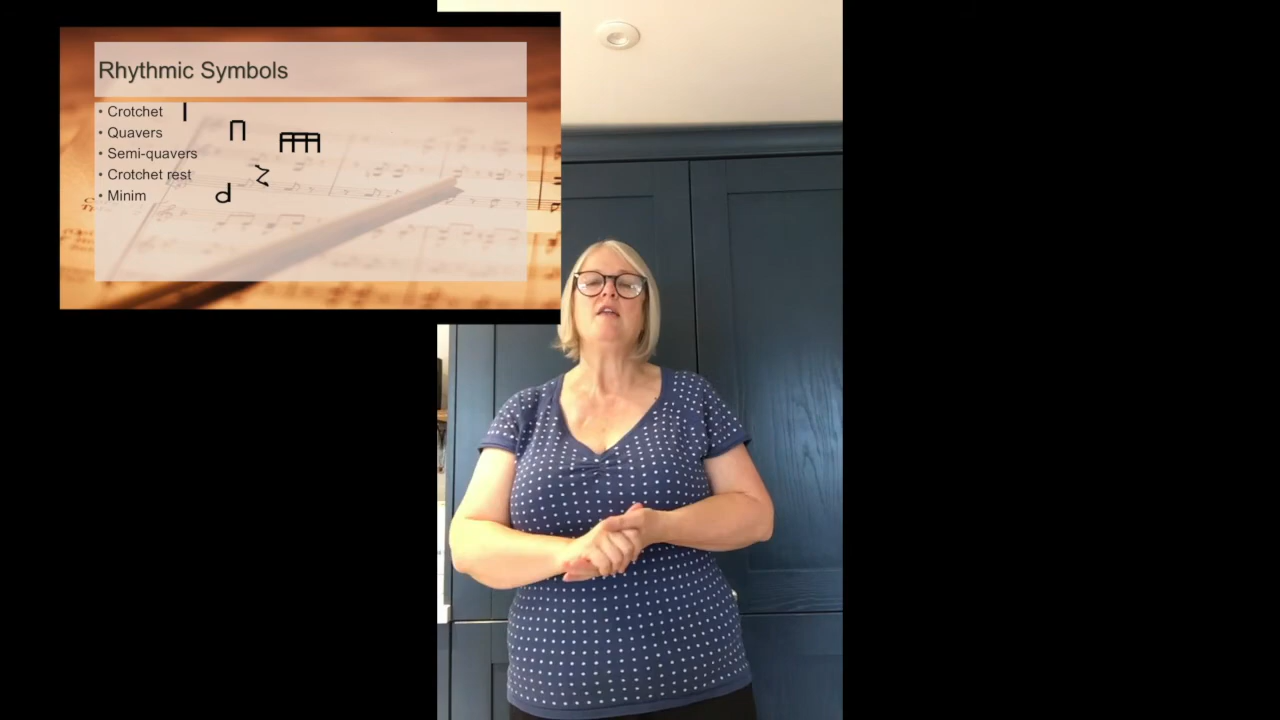 Rhythmic Symbols
• Crotchet
• Quavers
• Semi-quavers
• Crotchet rest
• Minim